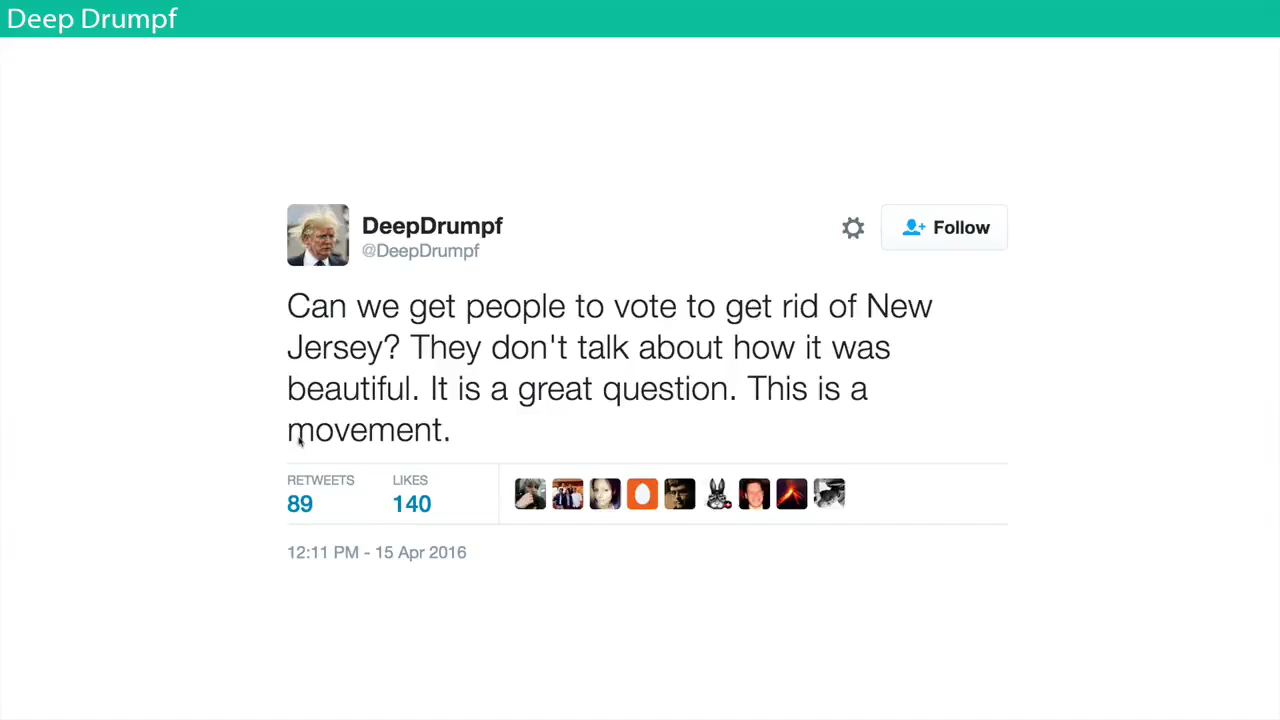 Deep Drumpf
DeepDrumpf
@DeepDrumpf
Follow
Can we get people to vote to get rid of New
Jersey? They don't talk about how it was
beautiful. It is a great question. This is a
movement.
RETWEETS LIKES
89 140
12:11 PM - 15 Apr 2016